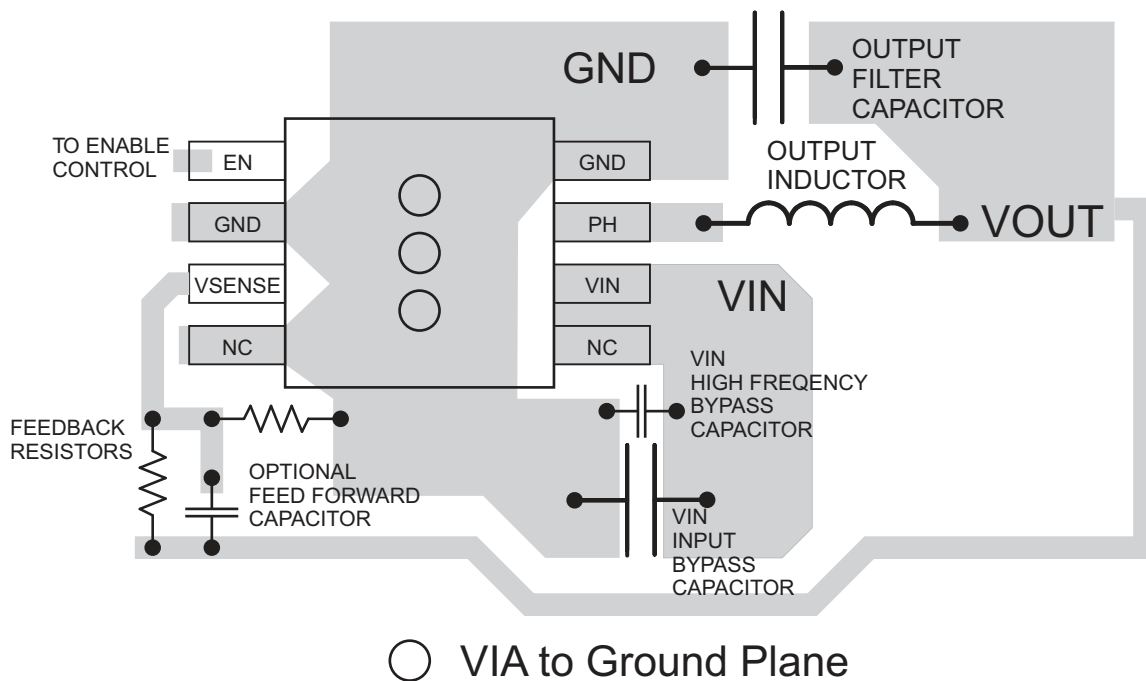 GND
OUTPUT
FILTER
CAPACITOR
TO ENABLE
CONTROL
EN
GND
OUTPUT
INDUCTOR
GND
PH
VOUT
VSENSE
VIN
VIN
NC
NC
VIN
HIGH FREQENCY
BYPASS
CAPACITOR
FEEDBACK
RESISTORS
OPTIONAL
FEED FORWARD
CAPACITOR
VIN
INPUT
BYPASS
CAPACITOR
VIA to Ground Plane